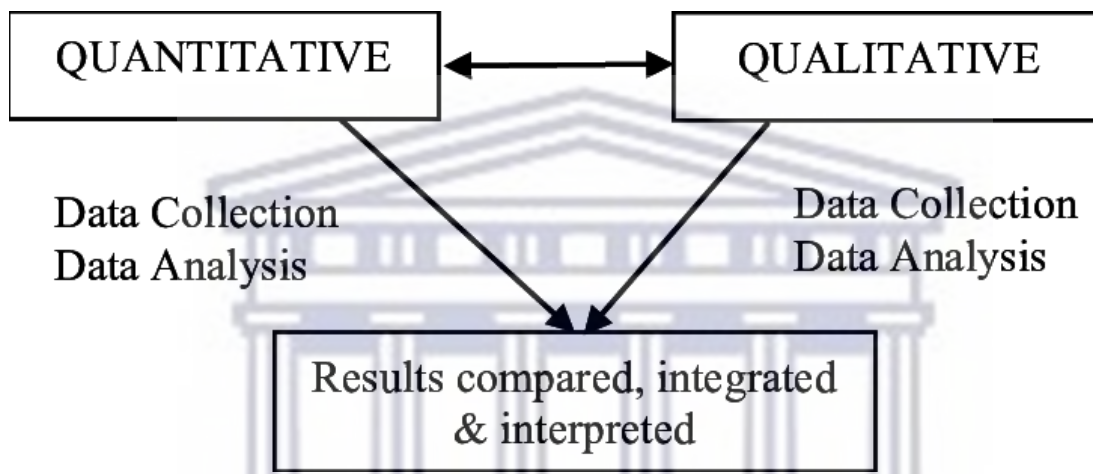 QUANTITATIVE
QUALITATIVE
Data Collection
Data Analysis
Data Collection
Data Analysis
Results compared, integrated
& interpreted